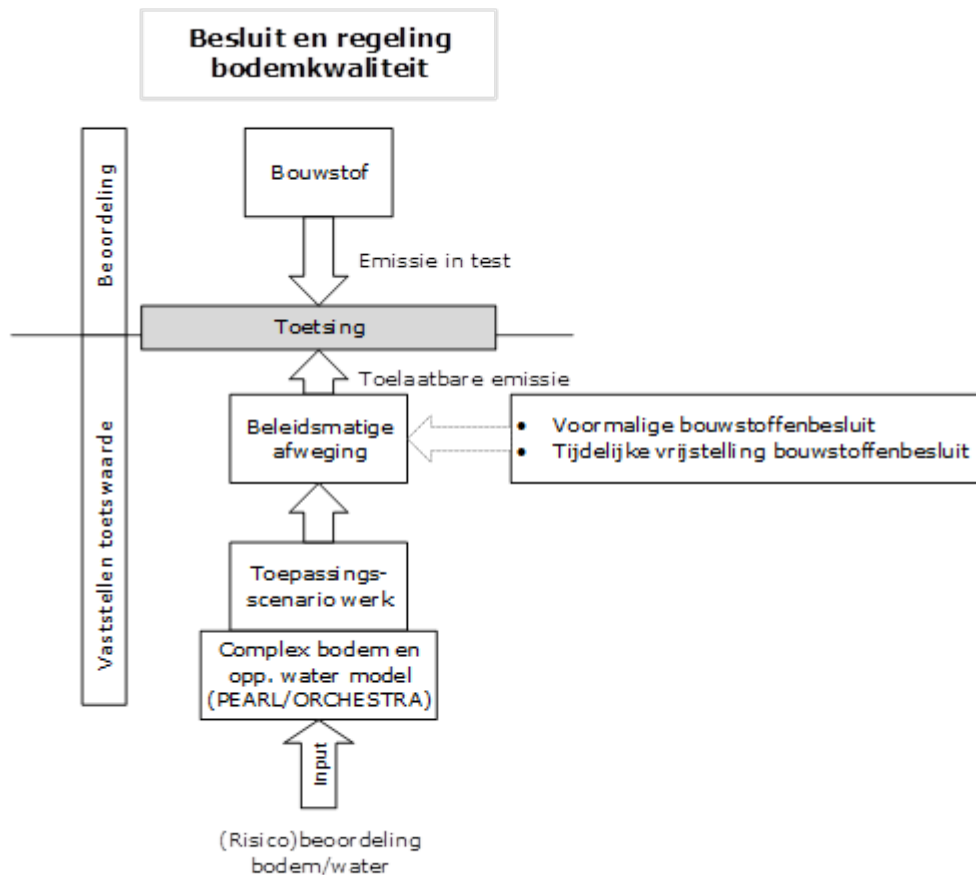 Besluit en regeling
bodemkwaliteit
Beoordeling
Bouwstof
Emissie in test
Toetsing
Toelaatbare emissie
Vaststellen toetswaarde
Beleidsmatige
afweging
• Voormalige bouwstoffenbesluit
• Tijdelijke vrijstelling bouwstoffenbesluit
Toepassings-
scenario werk
Complex bodem en
opp. water model
(PEARL/ORCHESTRA)
Input
(Risico)beoordeling
bodem/water